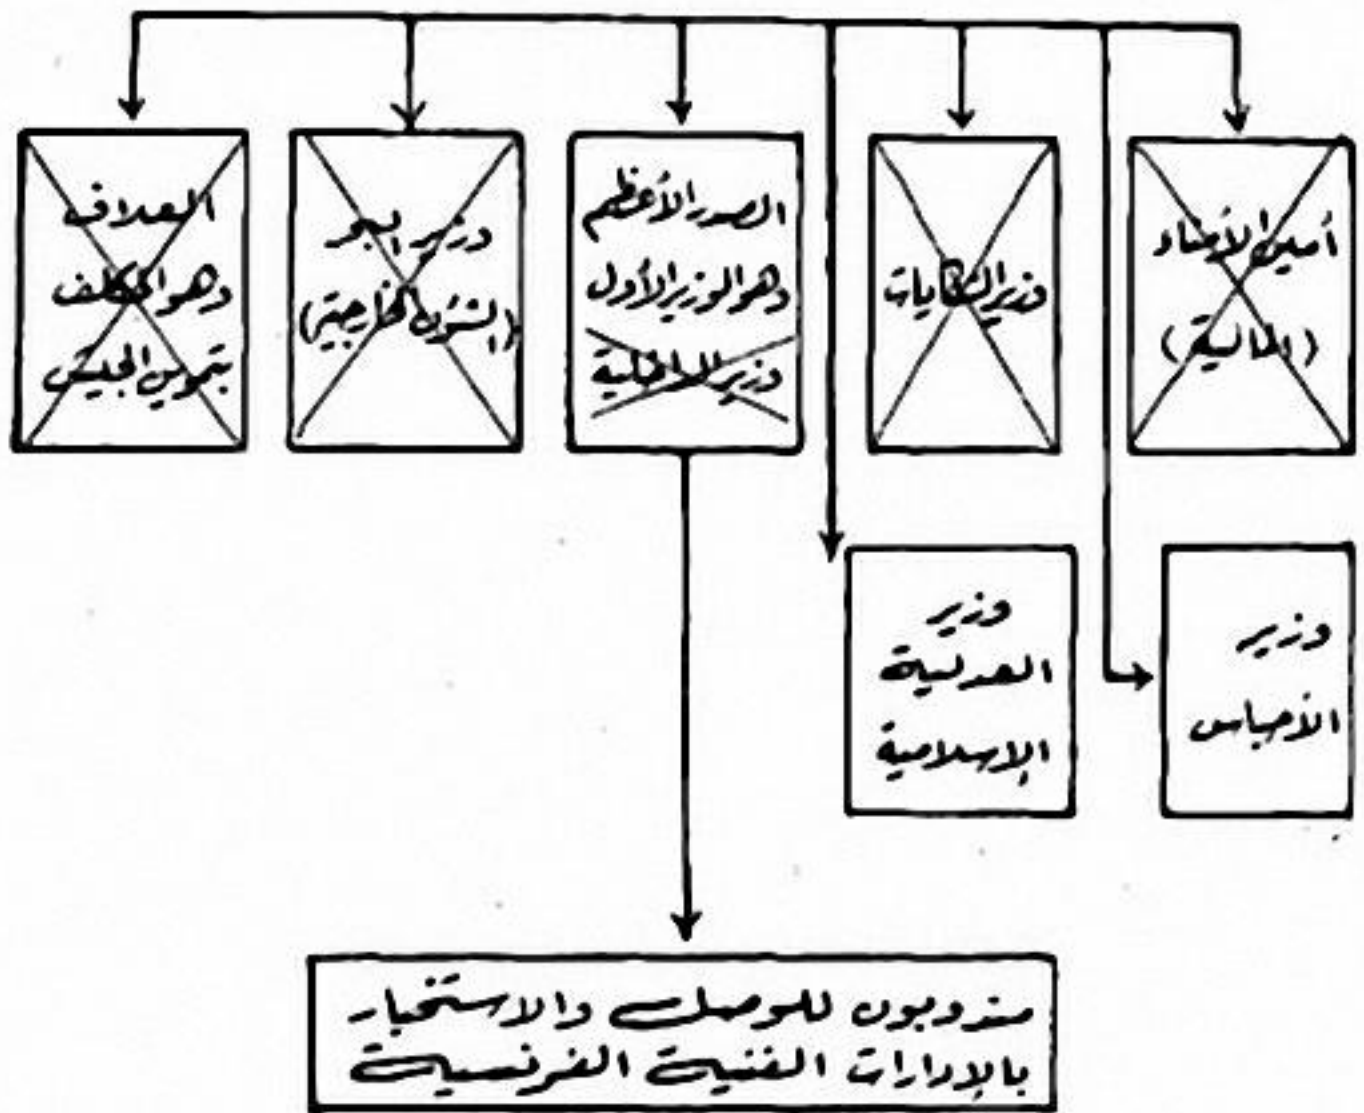 أمين الأمناء
(المالية)
وزير الشكايات
الصدر الأعظم
وهو الوزير الأول
وزير الداخلية
وزير البحر
(الشؤون الخارجية)
العلاف
وهو المكلف
بتموين الجيش
وزير
الأحباس
وزير
العدلية
الإسلامية
مندوبون للوصل والاستخبار
بالإدارات الفنية الفرنسية